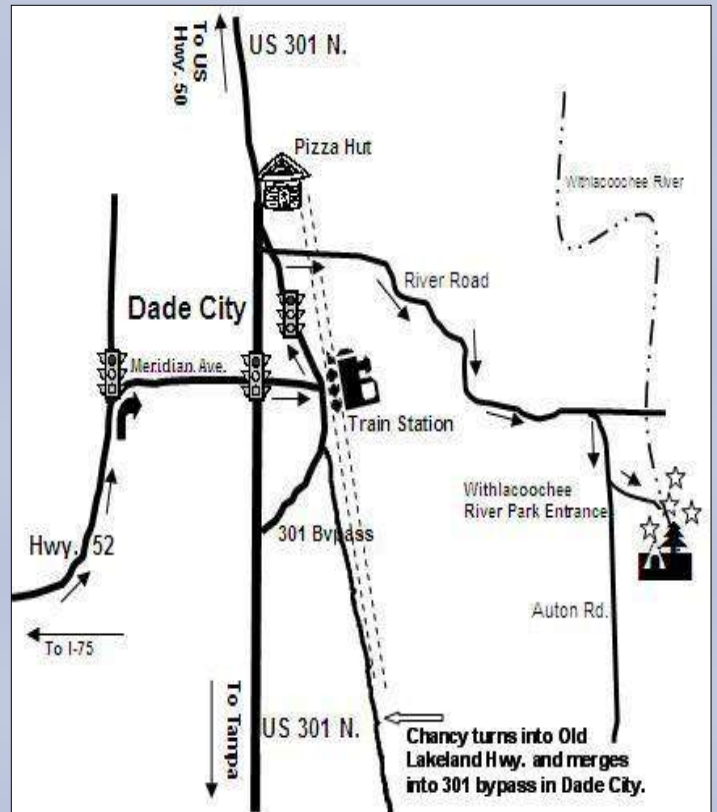 To US
Hwy. 50
US 301 N.
Pizza Hut
Withlacoochee River
River Road
Dade City
Meridian Ave.
Train Station
Withlacoochee
River Park Entrance
Hwy. 52
301 Bypass
Auton Rd.
To I-75
To Tampa
US 301 N.
Chancy turns into Old
Lakeland Hwy. and merges
into 301 bypass in Dade City.